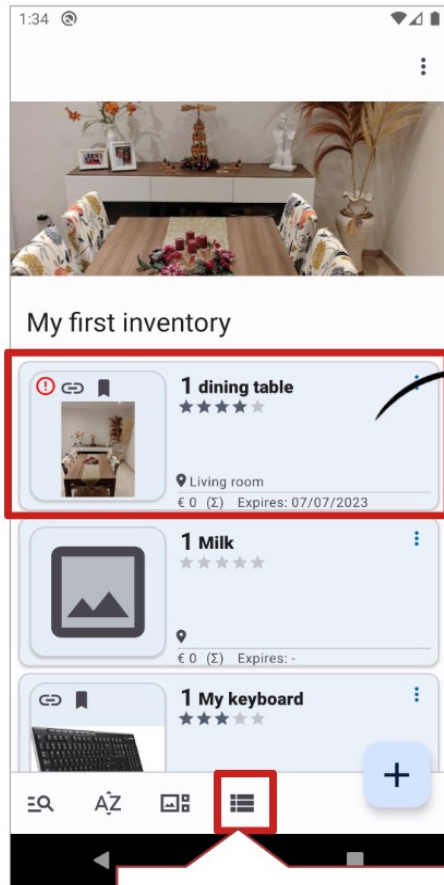 1:34
My first inventory
1 dining table
Living room
€ 0 (Σ) Expires: 07/07/2023
1 Milk
€ 0 (Σ) Expires: -
1 My keyboard
AZ